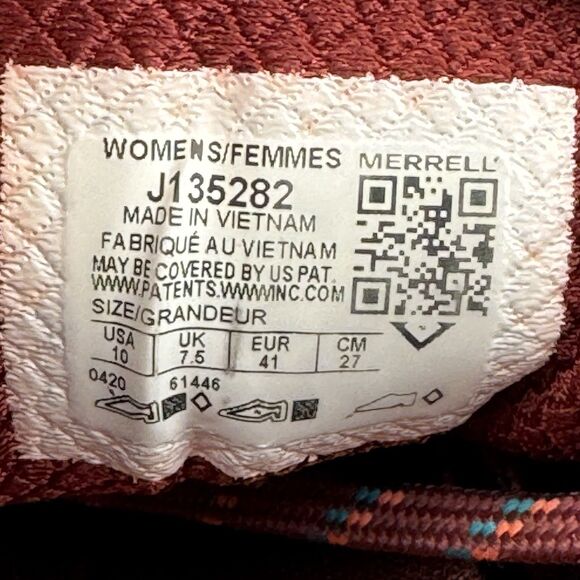 WOMENS/FEMMES MERRELL
J135282
MADE IN VIETNAM
FABRIQUÉ AU VIETNAM
MAY BE COVERED BY US PAT.
WWW.PATENTS.WWWINC.COM
SIZE/GRANDEUR
USA UK EUR CM
10 7.5 41 27
0420 61446